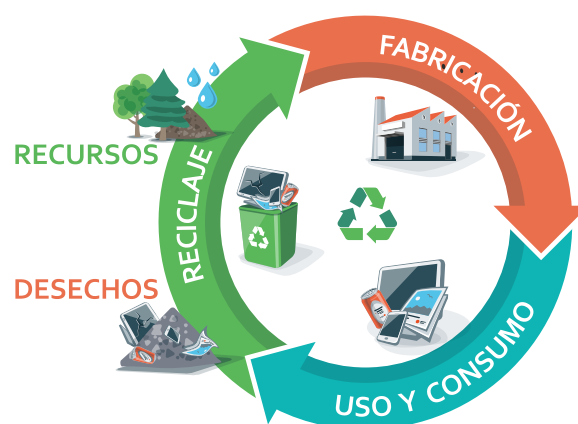 FABRICACIÓN
RECURSOS
RECICLAJE
DESECHOS
USO Y CONSUMO